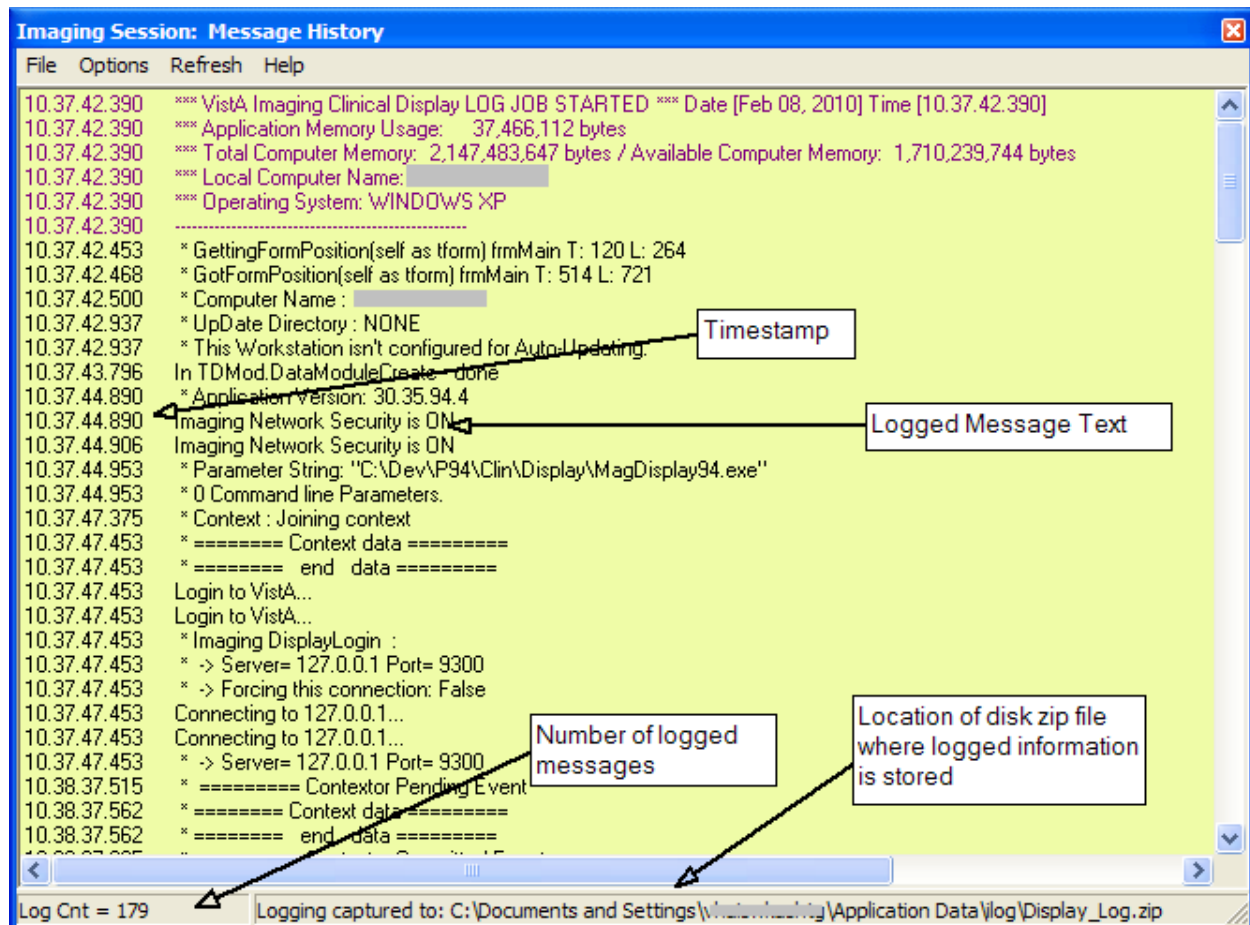 Imaging Session: Message History
File Options Refresh Help
10.37.42.390 *** VistA Imaging Clinical Display LOG JOB STARTED *** Date [Feb 08, 2010] Time [10.37.42.390]
10.37.42.390 *** Application Memory Usage: 37,466,112 bytes
10.37.42.390 *** Total Computer Memory: 2,147,483,647 bytes / Available Computer Memory: 1,710,239,744 bytes
10.37.42.390 *** Local Computer Name:
10.37.42.390 *** Operating System: WINDOWS XP
10.37.42.390 ----------------------------------------------------
10.37.42.453 * GettingFormPosition(self as tform) frmMain T: 120 L: 264
10.37.42.468 * GotFormPosition(self as tform) frmMain T: 514 L: 721
10.37.42.500 * Computer Name :
10.37.42.937 * UpDate Directory : NONE
10.37.42.937 * This Workstation isn't configured for Auto-Updating.
10.37.43.796 In TDMod.DataModuleCreate - done
10.37.44.890 * Application Version: 30.35.94.4
10.37.44.890 Imaging Network Security is ON
10.37.44.906 Imaging Network Security is ON
10.37.44.953 * Parameter String: "C:\Dev\P94\Clin\Display\MagDisplay94.exe"
10.37.44.953 * 0 Command line Parameters.
10.37.47.375 * Context : Joining context
10.37.47.453 * ======== Context data =========
10.37.47.453 * ======== end data =========
10.37.47.453 Login to VistA...
10.37.47.453 Login to VistA...
10.37.47.453 * Imaging DisplayLogin :
10.37.47.453 * -> Server= 127.0.0.1 Port= 9300
10.37.47.453 * -> Forcing this connection: False
10.37.47.453 Connecting to 127.0.0.1...
10.37.47.453 Connecting to 127.0.0.1...
10.37.47.453 * -> Server= 127.0.0.1 Port= 9300
10.38.37.515 * ========= Contextor Pending Event
10.38.37.562 * ======== Context data =========
10.38.37.562 * ======== end data =========
Timestamp
Logged Message Text
Number of logged
messages
Location of disk zip file
where logged information
is stored
Log Cnt = 179
Logging captured to: C:\Documents and Settings\ \Application Data\ilog\Display_Log.zip